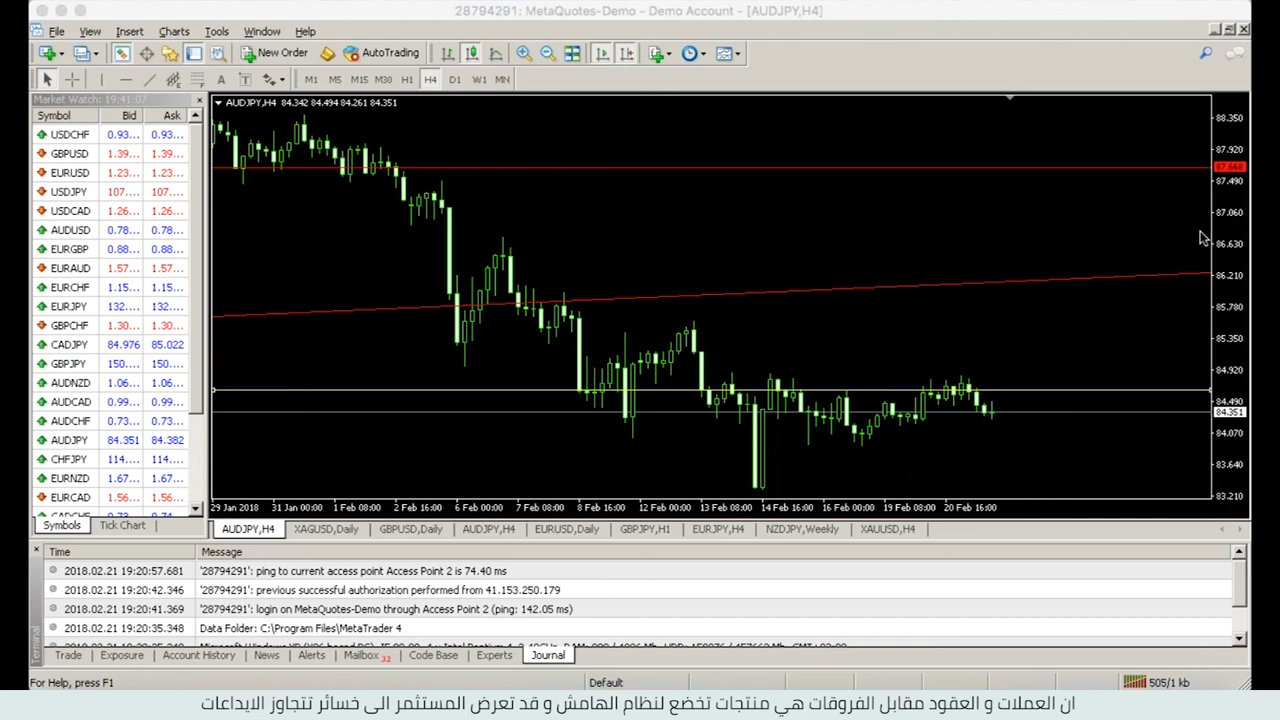 28794291: MetaQuotes-Demo - Demo Account - [AUDJPY,H4]
File View Insert Charts Tools Window Help
New Order AutoTrading
M1 M5 M15 M30 H1 H4 D1 W1 MN
Market Watch: 19:41:07
Symbol Bid Ask
USDCHF 0.93... 0.93...
GBPUSD 1.39... 1.39...
EURUSD 1.23... 1.23...
USDJPY 107.... 107....
USDCAD 1.26... 1.26...
AUDUSD 0.78... 0.78...
EURGBP 0.88... 0.88...
EURAUD 1.57... 1.57...
EURCHF 1.15... 1.15...
EURJPY 132.... 132....
GBPCHF 1.30... 1.30...
CADJPY 84.976 85.022
GBPJPY 150.... 150....
AUDNZD 1.06... 1.06...
AUDCAD 0.99... 0.99...
AUDCHF 0.73... 0.73...
AUDJPY 84.351 84.382
CHFJPY 114.... 114....
EURNZD 1.67... 1.67...
EURCAD 1.56... 1.56...
Symbols Tick Chart
AUDJPY,H4 84.342 84.494 84.261 84.351
88.350
87.920
87.668
87.490
87.060
86.630
86.210
85.780
85.350
84.920
84.490
84.351
84.070
83.640
83.210
29 Jan 2018 31 Jan 00:00 1 Feb 08:00 2 Feb 16:00 6 Feb 00:00 7 Feb 08:00 8 Feb 16:00 12 Feb 00:00 13 Feb 08:00 14 Feb 16:00 16 Feb 00:00 19 Feb 08:00 20 Feb 16:00
AUDJPY,H4 XAGUSD,Daily GBPUSD,Daily AUDJPY,H4 EURUSD,Daily GBPJPY,H1 EURJPY,H4 NZDJPY,Weekly XAUUSD,H4
Time Message
2018.02.21 19:20:57.681 '28794291': ping to current access point Access Point 2 is 74.40 ms
2018.02.21 19:20:42.346 '28794291': previous successful authorization performed from 41.153.250.179
2018.02.21 19:20:41.369 '28794291': login on MetaQuotes-Demo through Access Point 2 (ping: 142.05 ms)
2018.02.21 19:20:35.348 Data Folder: C:\Program Files\MetaTrader 4
Terminal
Trade Exposure Account History News Alerts Mailbox 32 Code Base Experts Journal
For Help, press F1 Default 505/1 kb
ان العملات و العقود مقابل الفروقات هي منتجات تخضع لنظام الهامش و قد تعرض المستثمر الى خسائر تتجاوز الايداعات